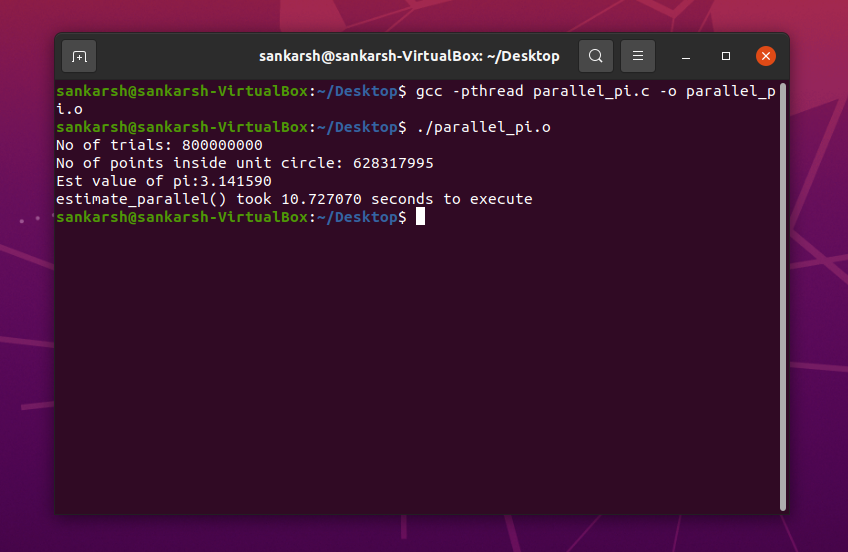 sankarsh@sankarsh-VirtualBox: ~/Desktop
sankarsh@sankarsh-VirtualBox:~/Desktop$ gcc -pthread parallel_pi.c -o parallel_p
i.o
sankarsh@sankarsh-VirtualBox:~/Desktop$ ./parallel_pi.o
No of trials: 800000000
No of points inside unit circle: 628317995
Est value of pi:3.141590
estimate_parallel() took 10.727070 seconds to execute
sankarsh@sankarsh-VirtualBox:~/Desktop$